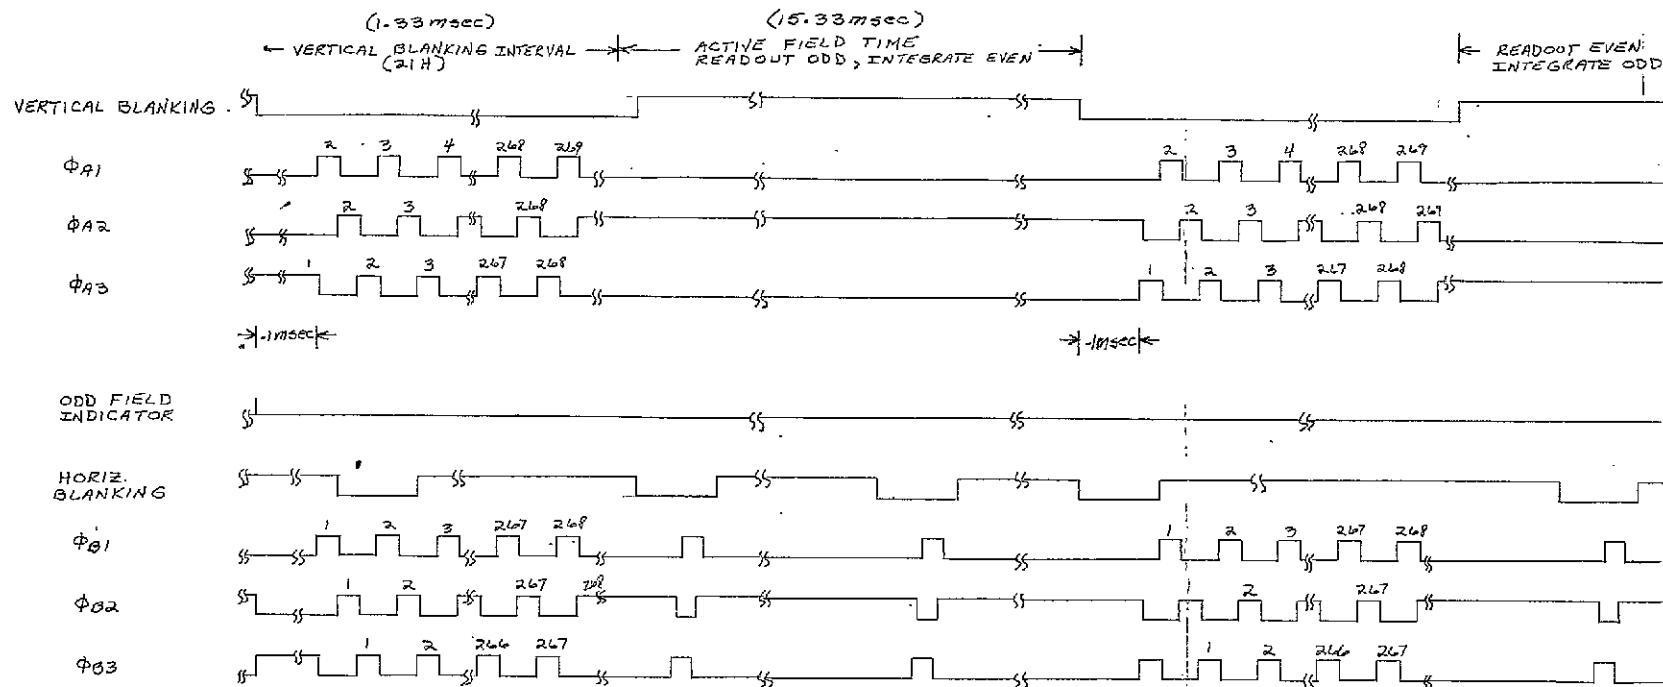 (1.33 msec)
VERTICAL BLANKING INTERVAL
(21H)
(15.33 msec)
ACTIVE FIELD TIME
READOUT ODD, INTEGRATE EVEN
READOUT EVEN
INTEGRATE ODD
VERTICAL BLANKING
ΦA1
2 3 4 268 269
2 3 4 268 269
ΦA2
2 3 268
2 3 268 269
ΦA3
1 2 3 267 268
1 2 3 267 268
.1msec
.1msec
ODD FIELD
INDICATOR
HORIZ.
BLANKING
ΦB1
1 2 3 267 268
1 2 3 267 268
ΦB2
1 2 267 268
1 2 267
ΦB3
1 2 266 267
1 2 266 267